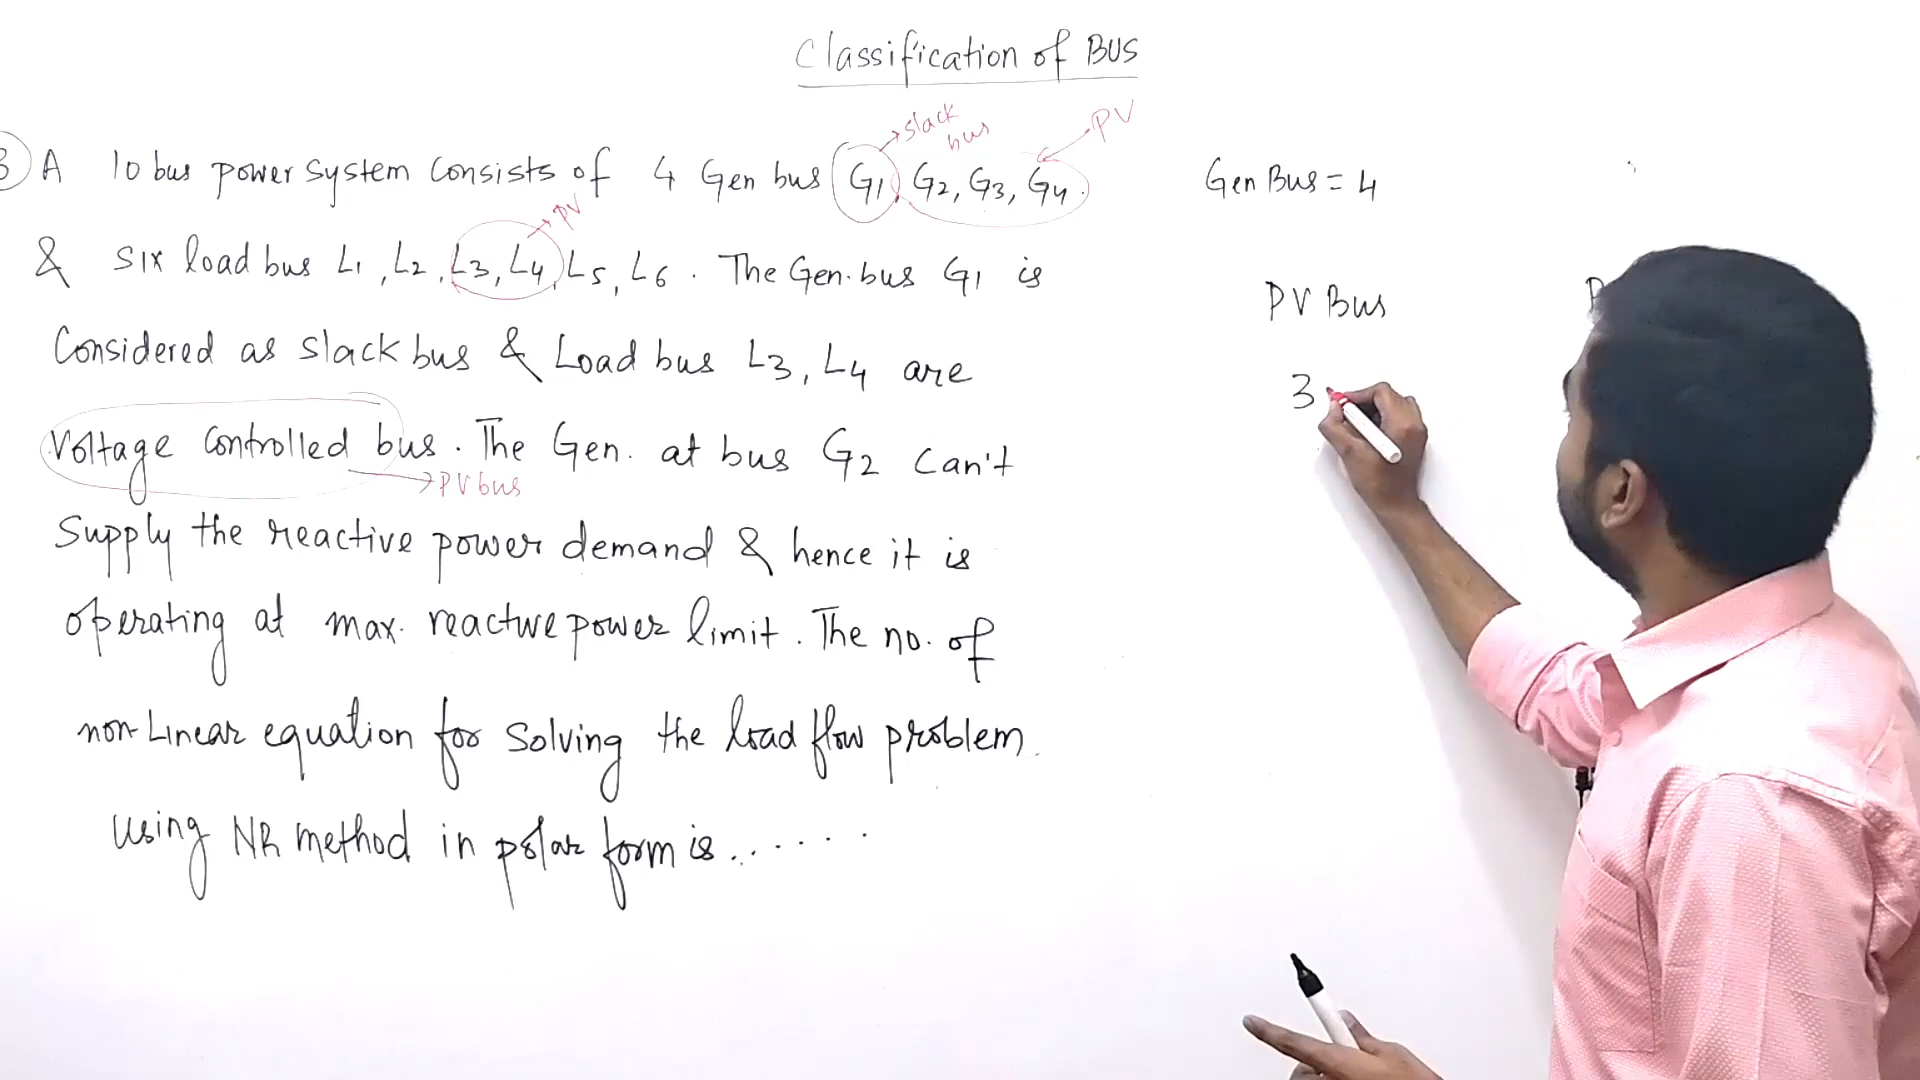 Classification of BUS
slack
bus
PV
3 A 10 bus power system consists of 4 Gen bus G1, G2, G3, G4.
Gen Bus = 4
PV
& six load bus L1, L2, L3, L4, L5, L6. The Gen. bus G1 is
PV Bus
P
Considered as slack bus & Load bus L3, L4 are
3
Voltage controlled bus. The Gen. at bus G2 can't
PV bus
Supply the reactive power demand & hence it is
operating at max. reactive power limit. The no. of
non-Linear equation for solving the load flow problem.
using NR method in polar form is......